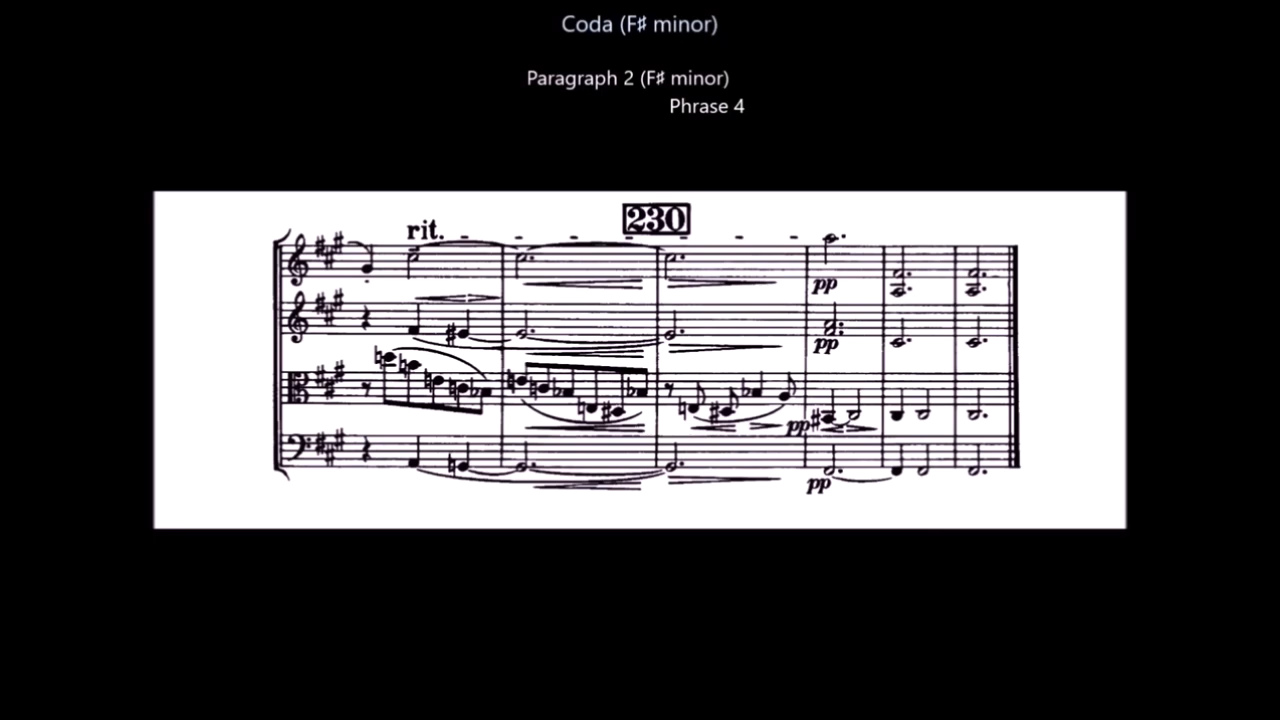 Coda (F♯ minor)
Paragraph 2 (F♯ minor)
Phrase 4
230
rit.
pp
pp
pp
pp